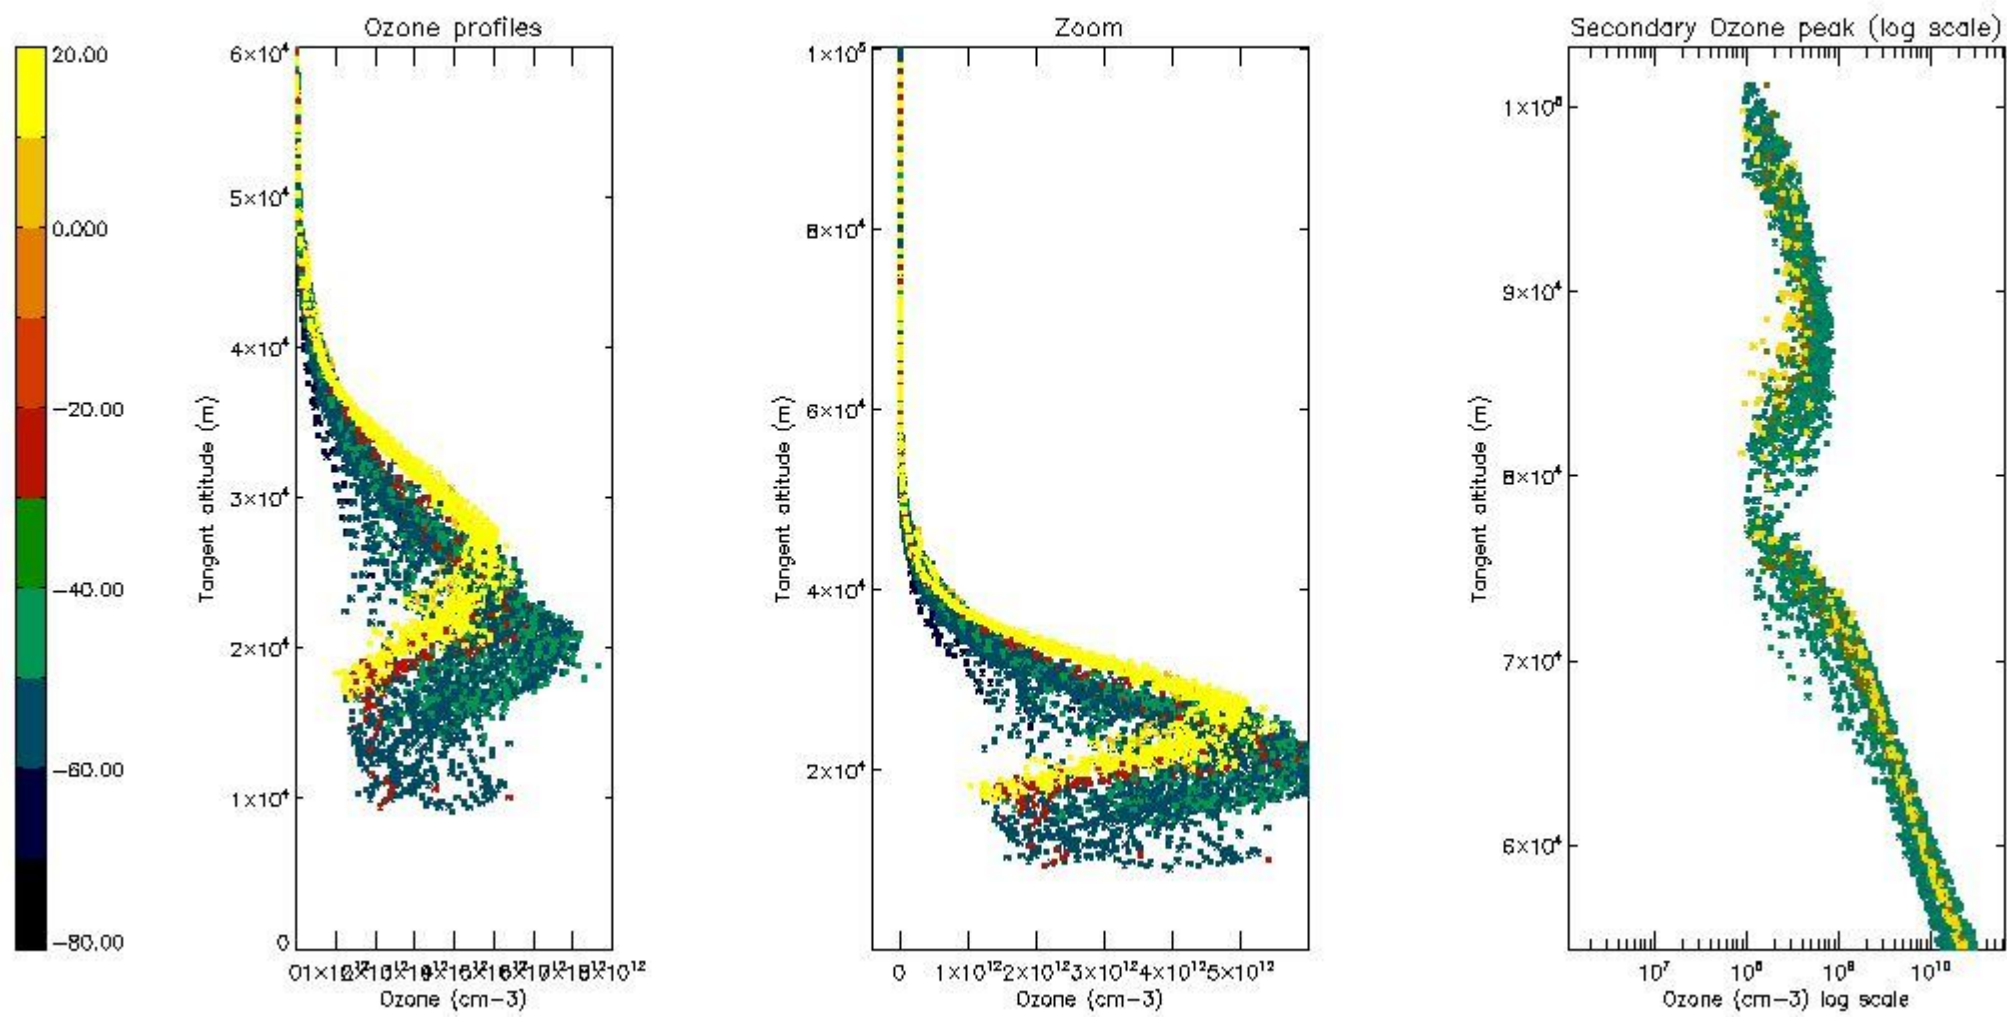 Ozone profiles
Zoom
Secondary Ozone peak (log scale)
20.00
0.000
−20.00
−40.00
−60.00
−80.00
6×10⁴
5×10⁴
4×10⁴
3×10⁴
2×10⁴
1×10⁴
0
Tangent altitude (m)
Ozone (cm−3)
1×10⁵
8×10⁴
6×10⁴
4×10⁴
2×10⁴
Tangent altitude (m)
0 1×10¹² 2×10¹² 3×10¹² 4×10¹² 5×10¹²
Ozone (cm−3)
9×10⁴
8×10⁴
7×10⁴
6×10⁴
Tangent altitude (m)
10⁷ 10⁸ 10⁹ 10¹⁰
Ozone (cm−3) log scale